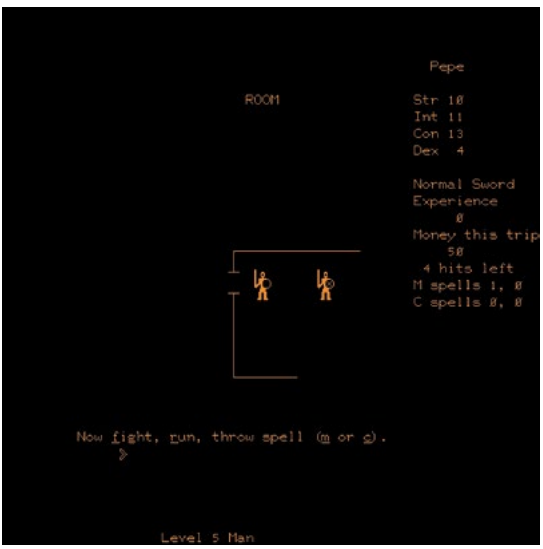 Pepe
ROOM
Str 10
Int 11
Con 13
Dex 4
Normal Sword
Experience
0
Money this trip
50
4 hits left
M spells 1, 0
C spells 0, 0
Now fight, run, throw spell (m or c).
>
Level 5 Man